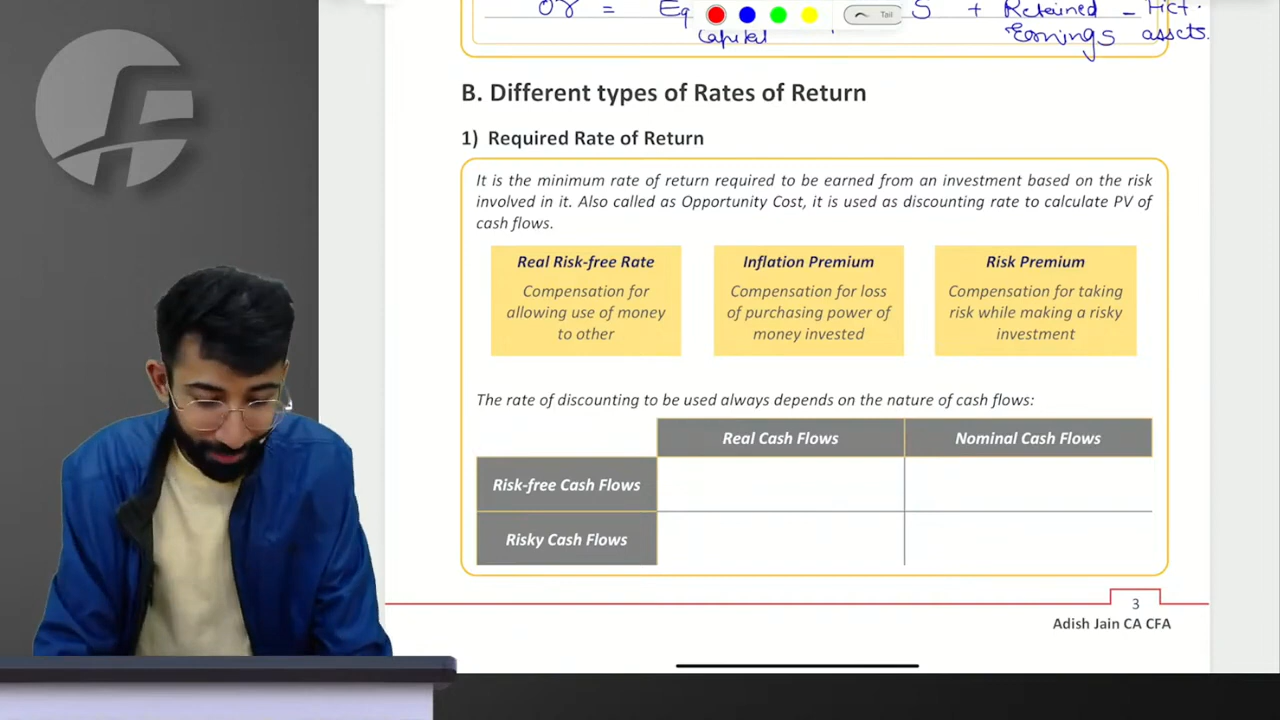 or = Eq S + Retained - Fict.
Capital Earnings assets.
Tail
B. Different types of Rates of Return
1) Required Rate of Return
It is the minimum rate of return required to be earned from an investment based on the risk
involved in it. Also called as Opportunity Cost, it is used as discounting rate to calculate PV of
cash flows.
Real Risk-free Rate
Compensation for
allowing use of money
to other
Inflation Premium
Compensation for loss
of purchasing power of
money invested
Risk Premium
Compensation for taking
risk while making a risky
investment
The rate of discounting to be used always depends on the nature of cash flows:
Real Cash Flows Nominal Cash Flows
Risk-free Cash Flows
Risky Cash Flows
3
Adish Jain CA CFA